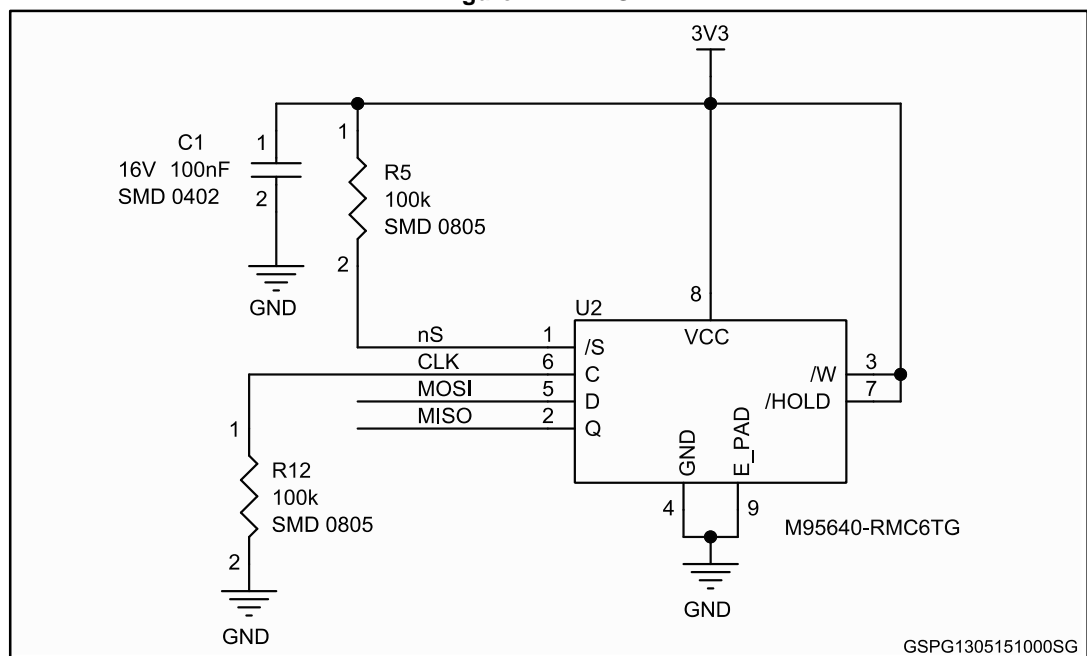 3V3
C1
1
16V 100nF
SMD 0402
2
GND
1
R5
100k
SMD 0805
2
8
U2
VCC
nS
1
/S
CLK
6
C
MOSI
5
D
MISO
2
Q
/W
3
/HOLD
7
GND
E_PAD
4
9
M95640-RMC6TG
GND
1
R12
100k
SMD 0805
2
GND
GSPG1305151000SG